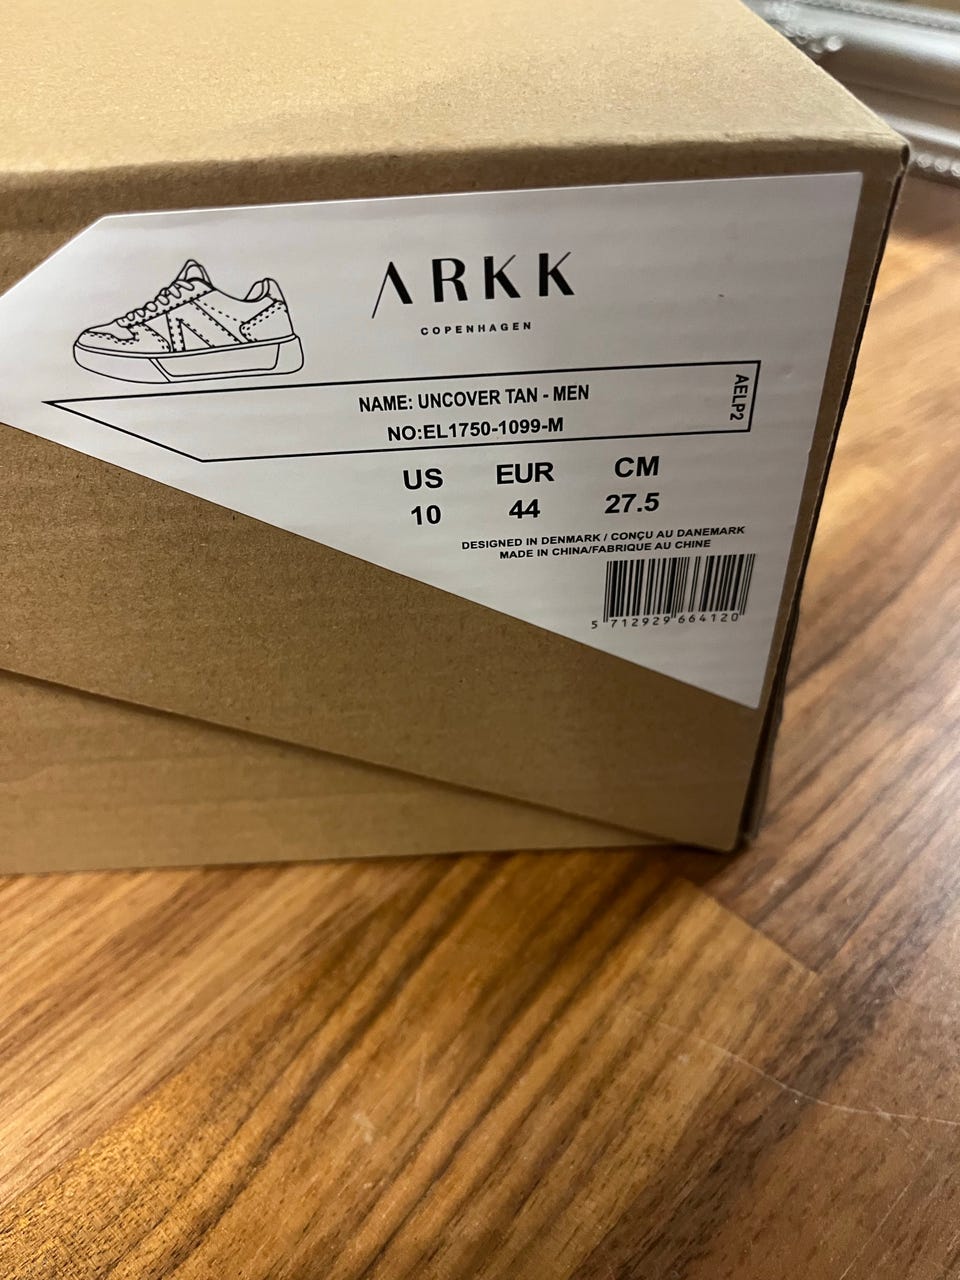 ARKK
COPENHAGEN
NAME: UNCOVER TAN - MEN
NO:EL1750-1099-M
AELP2
US EUR CM
10 44 27.5
DESIGNED IN DENMARK / CONÇU AU DANEMARK
MADE IN CHINA/FABRIQUE AU CHINE
5 712929 664120